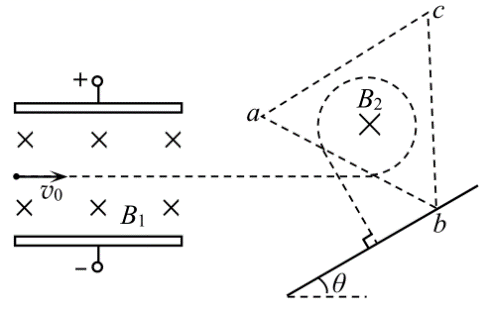 +
c
B₂
×
a
× × ×
v₀
× × ×
B₁
b
−
θ